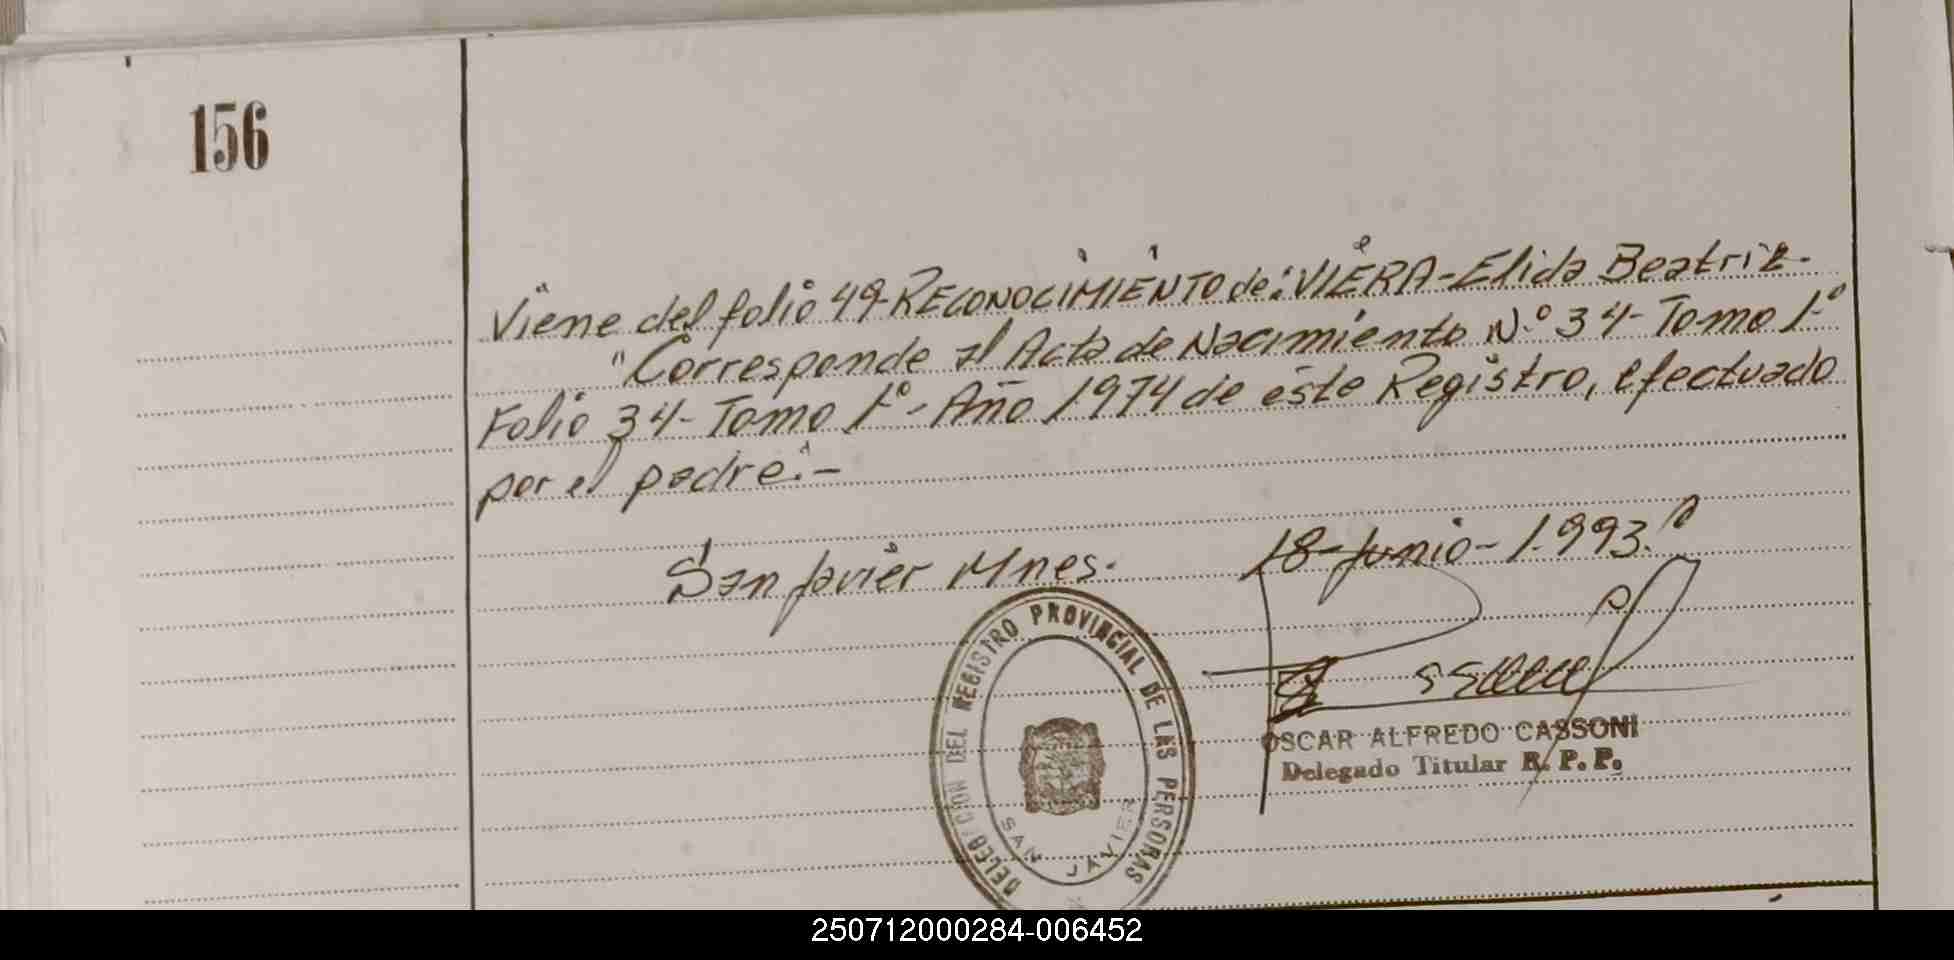 156
Viene del folio 49-RECONOCIMIENTO de: VIERA-Elida Beatriz.-
"Corresponde al Acta de Nacimiento N.º 34- Tomo 1.º
Folio 34- Tomo 1º- Año 1974 de éste Registro, efectuado
por el padre.-
San Javier Mnes. 18-Junio-1.993.
DELEGACION DEL REGISTRO PROVINCIAL DE LAS PERSONAS
SAN JAVIER
OSCAR ALFREDO CASSONI
Delegado Titular R. P. P.
250712000284-006452